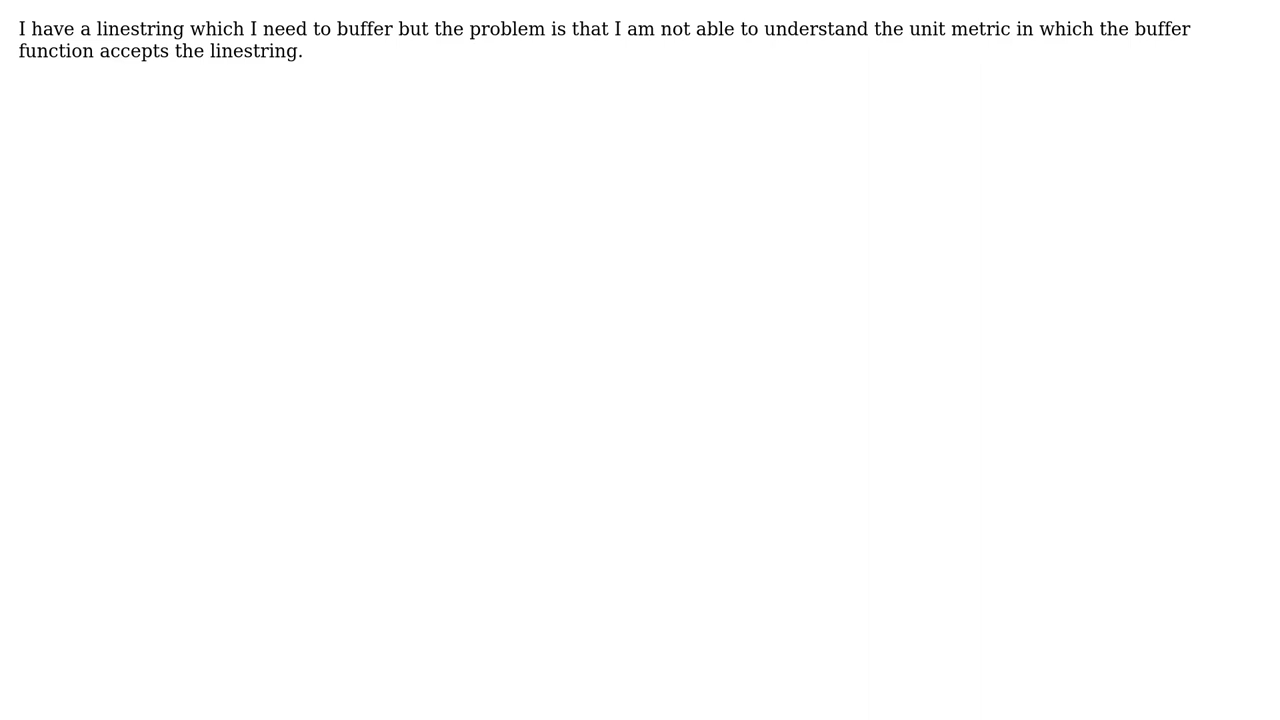 I have a linestring which I need to buffer but the problem is that I am not able to understand the unit metric in which the buffer
function accepts the linestring.